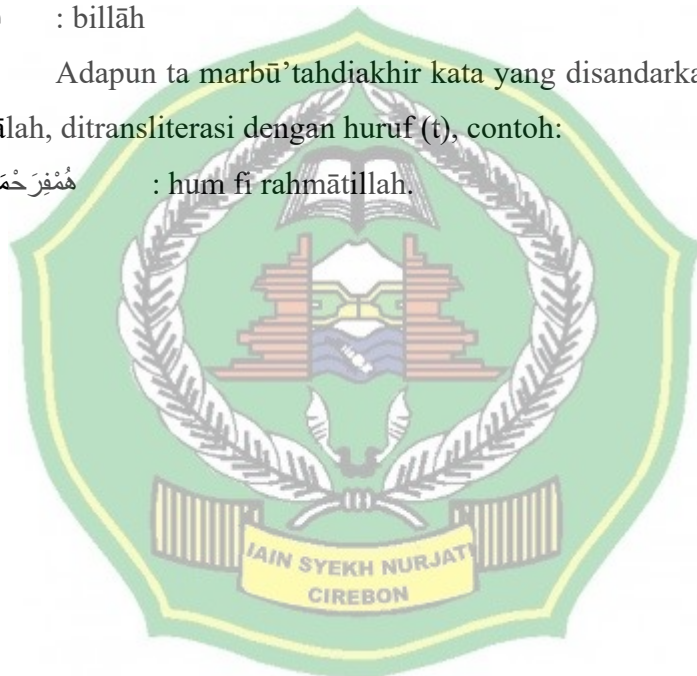 : billāh
Adapun ta marbū’tahdiakhir kata yang disandarka
lah, ditransliterasi dengan huruf (t), contoh:
هُمْفِرَحْمَ : hum fi rahmātillah.
IAIN SYEKH NURJATI
CIREBON